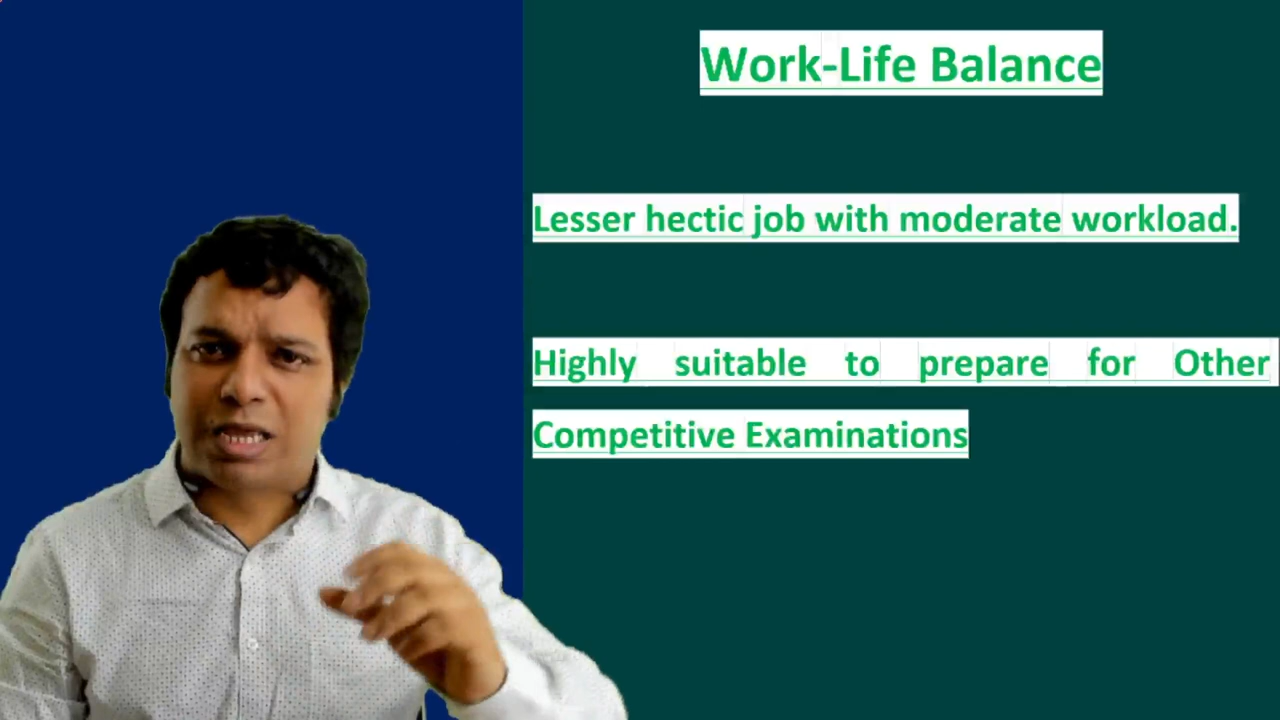 Work-Life Balance
Lesser hectic job with moderate workload.
Highly suitable to prepare for Other
Competitive Examinations